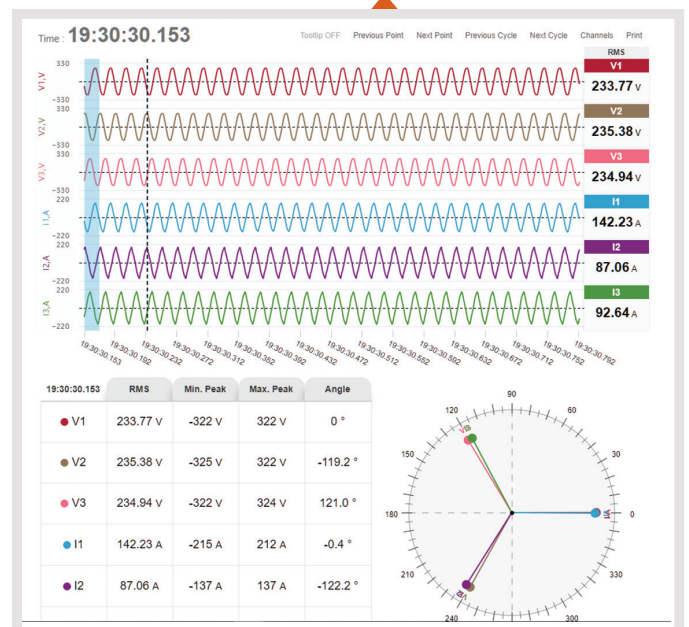 Time : 19:30:30.153
Tooltip OFF Previous Point Next Point Previous Cycle Next Cycle Channels Print
RMS
V1,V 330 -330
V1
233.77 V
V2,V 330 -330
V2
235.38 V
V3,V 330 -330
V3
234.94 V
I1,A 220 -220
I1
142.23 A
I2,A 220 -220
I2
87.06 A
I3,A 220 -220
I3
92.64 A
19:30:30.153 19:30:30.192 19:30:30.232 19:30:30.272 19:30:30.312 19:30:30.352 19:30:30.392 19:30:30.432 19:30:30.472 19:30:30.512 19:30:30.552 19:30:30.592 19:30:30.632 19:30:30.672 19:30:30.712 19:30:30.752 19:30:30.792
19:30:30.153 RMS Min. Peak Max. Peak Angle
V1 233.77 V -322 V 322 V 0 °
V2 235.38 V -325 V 322 V -119.2 °
V3 234.94 V -322 V 324 V 121.0 °
I1 142.23 A -215 A 212 A -0.4 °
I2 87.06 A -137 A 137 A -122.2 °
90
120 60
150 30
180 0
210 330
240 300